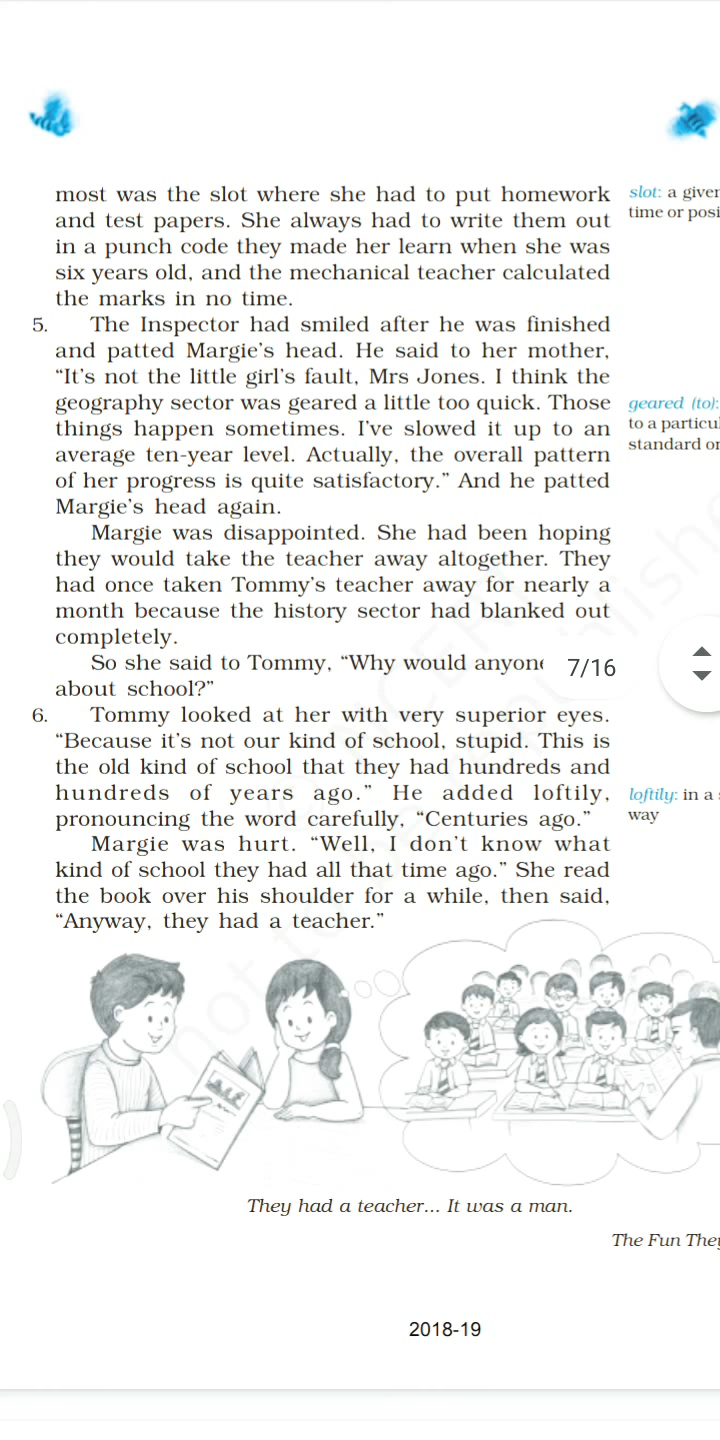 most was the slot where she had to put homework
and test papers. She always had to write them out
in a punch code they made her learn when she was
six years old, and the mechanical teacher calculated
the marks in no time.
slot: a given
time or posi
5. The Inspector had smiled after he was finished
and patted Margie's head. He said to her mother,
“It's not the little girl's fault, Mrs Jones. I think the
geography sector was geared a little too quick. Those
things happen sometimes. I've slowed it up to an
average ten-year level. Actually, the overall pattern
of her progress is quite satisfactory.” And he patted
Margie's head again.
geared (to):
to a particul
standard or
Margie was disappointed. She had been hoping
they would take the teacher away altogether. They
had once taken Tommy's teacher away for nearly a
month because the history sector had blanked out
completely.
So she said to Tommy, “Why would anyone
about school?”
7/16
6. Tommy looked at her with very superior eyes.
“Because it's not our kind of school, stupid. This is
the old kind of school that they had hundreds and
hundreds of years ago.” He added loftily,
pronouncing the word carefully, “Centuries ago.”
loftily: in a
way
Margie was hurt. “Well, I don't know what
kind of school they had all that time ago.” She read
the book over his shoulder for a while, then said,
“Anyway, they had a teacher.”
They had a teacher... It was a man.
The Fun They
2018-19